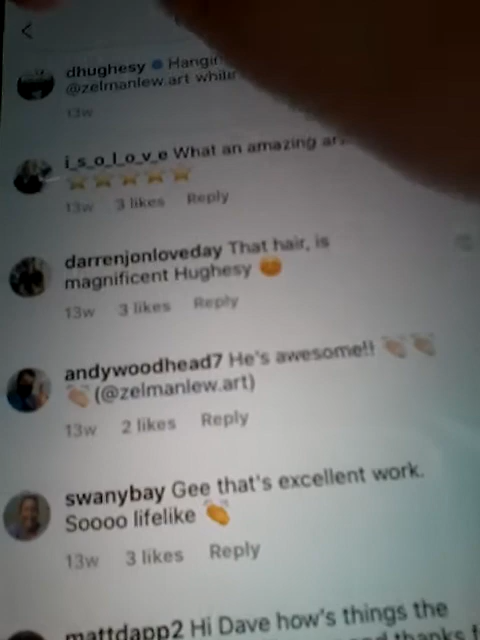 dhughesy Hangi
@zelmanlew.art while
13w
i_s_o_l_o_v_e What an amazing
13w 3 likes Reply
darrenjonloveday That hair, is
magnificent Hughesy
13w 3 likes Reply
andywoodhead7 He's awesome!! 👏👏
👏(@zelmanlew.art)
13w 2 likes Reply
swanybay Gee that's excellent work.
Soooo lifelike 👏
13w 3 likes Reply
mattdapp2 Hi Dave how's things the